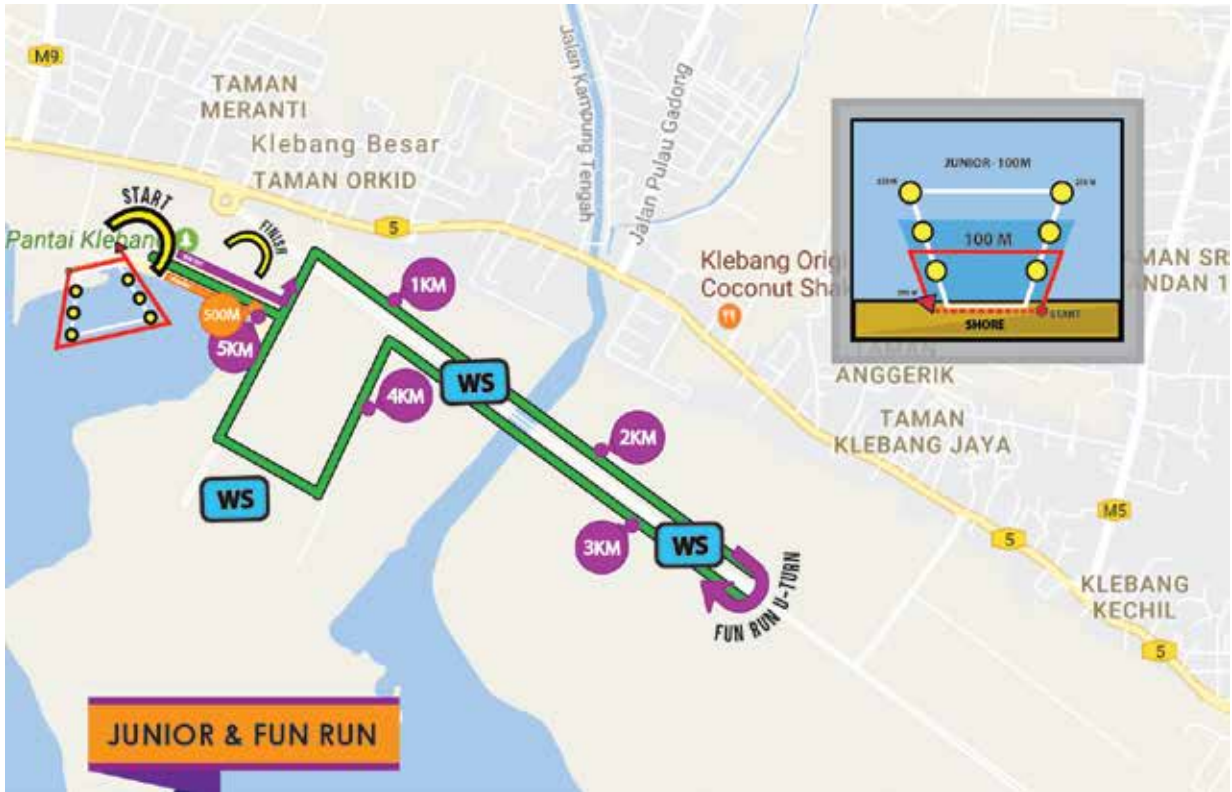 M9
TAMAN
MERANTI
Klebang Besar
TAMAN ORKID
START
FINISH
Pantai Klebang
5
Jalan Kampung Tengah
Jalan Pulau Gadong
JUNIOR- 100M
100 M
START
SHORE
Klebang Orig
Coconut Shak
AMAN SR
ANDAN 1
500M
5KM
1KM
4KM
WS
2KM
WS
3KM
WS
FUN RUN U-TURN
ANGGERIK
TAMAN
KLEBANG JAYA
M5
5
KLEBANG
KECHIL
5
JUNIOR & FUN RUN